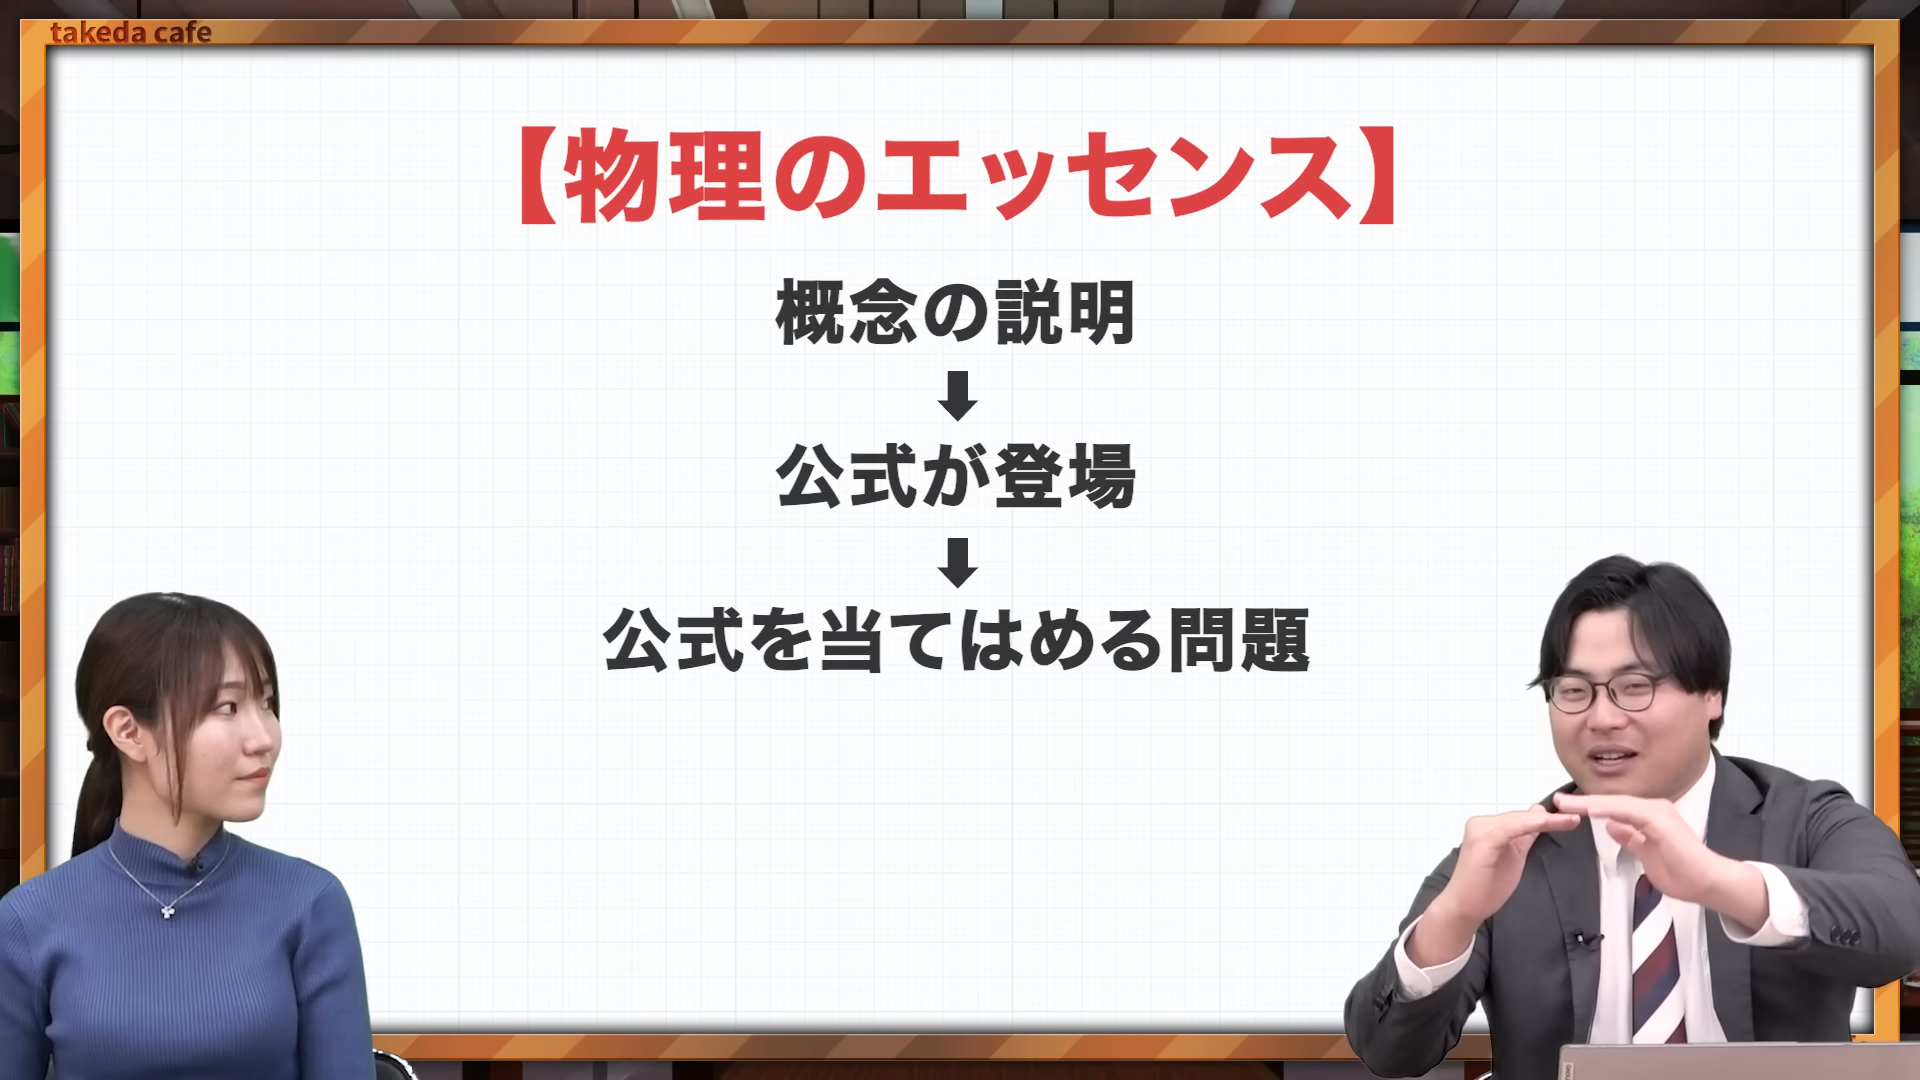 takeda cafe
【物理のエッセンス】
概念の説明
⬇
公式が登場
⬇
公式を当てはめる問題